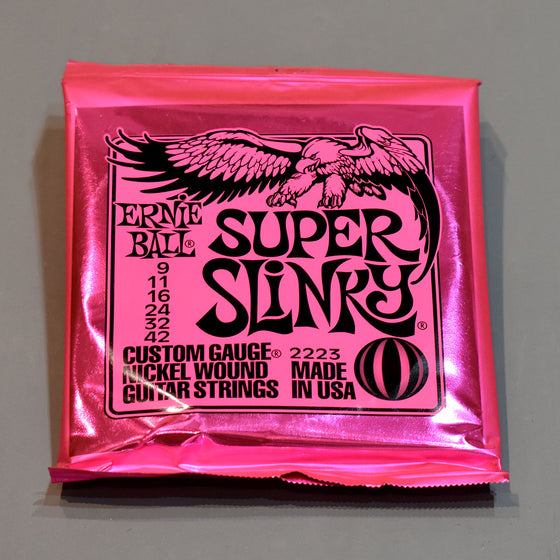 ERNIE
BALL®
SUPER
SLINKY®
9
11
16
24
32
42
CUSTOM GAUGE®
NICKEL WOUND
GUITAR STRINGS
2223
MADE
IN USA